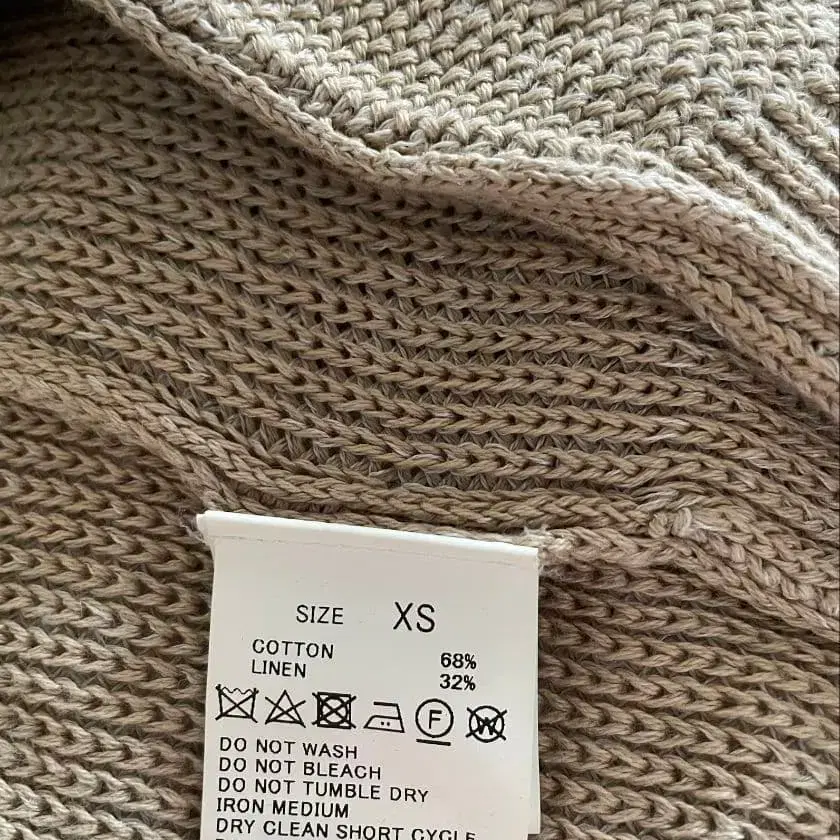 SIZE XS
COTTON 68%
LINEN 32%
F W
DO NOT WASH
DO NOT BLEACH
DO NOT TUMBLE DRY
IRON MEDIUM
DRY CLEAN SHORT CYCLE